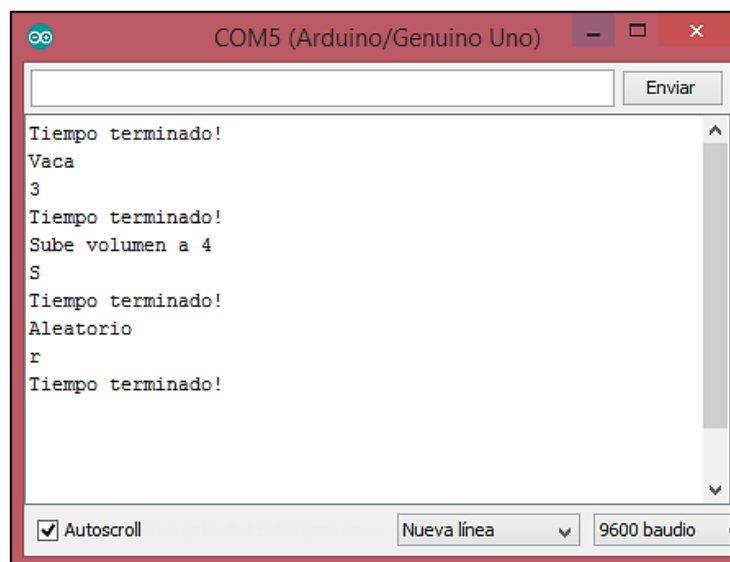 COM5 (Arduino/Genuino Uno)
Enviar
Tiempo terminado!
Vaca
3
Tiempo terminado!
Sube volumen a 4
S
Tiempo terminado!
Aleatorio
r
Tiempo terminado!
Autoscroll
Nueva línea
9600 baudio